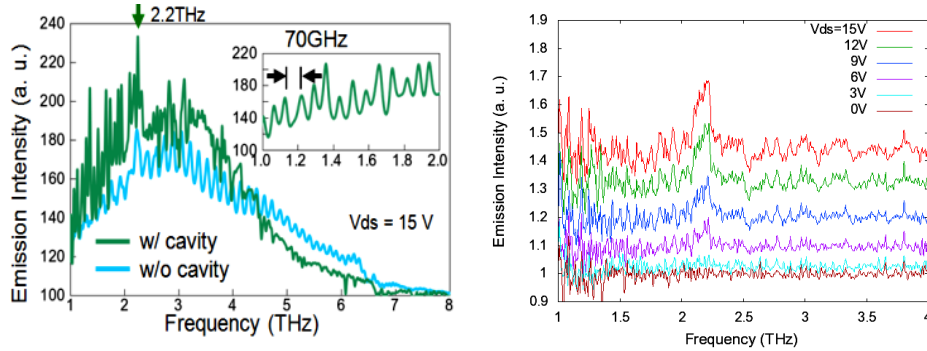 2.2THz
70GHz
Emission Intensity (a. u.)
240
220
200
180
160
140
120
100
180
160
140
100
1.0 1.2 1.4 1.6 1.8 2.0
Vds = 15 V
w/ cavity
w/o cavity
1 2 3 4 5 6 7 8
Frequency (THz)
Emission Intensity (a. u.)
1.9
1.8
1.7
1.6
1.5
1.4
1.3
1.2
1.1
1
0.9
Vds=15V
12V
9V
6V
3V
0V
1 1.5 2 2.5 3 3.5 4
Frequency (THz)